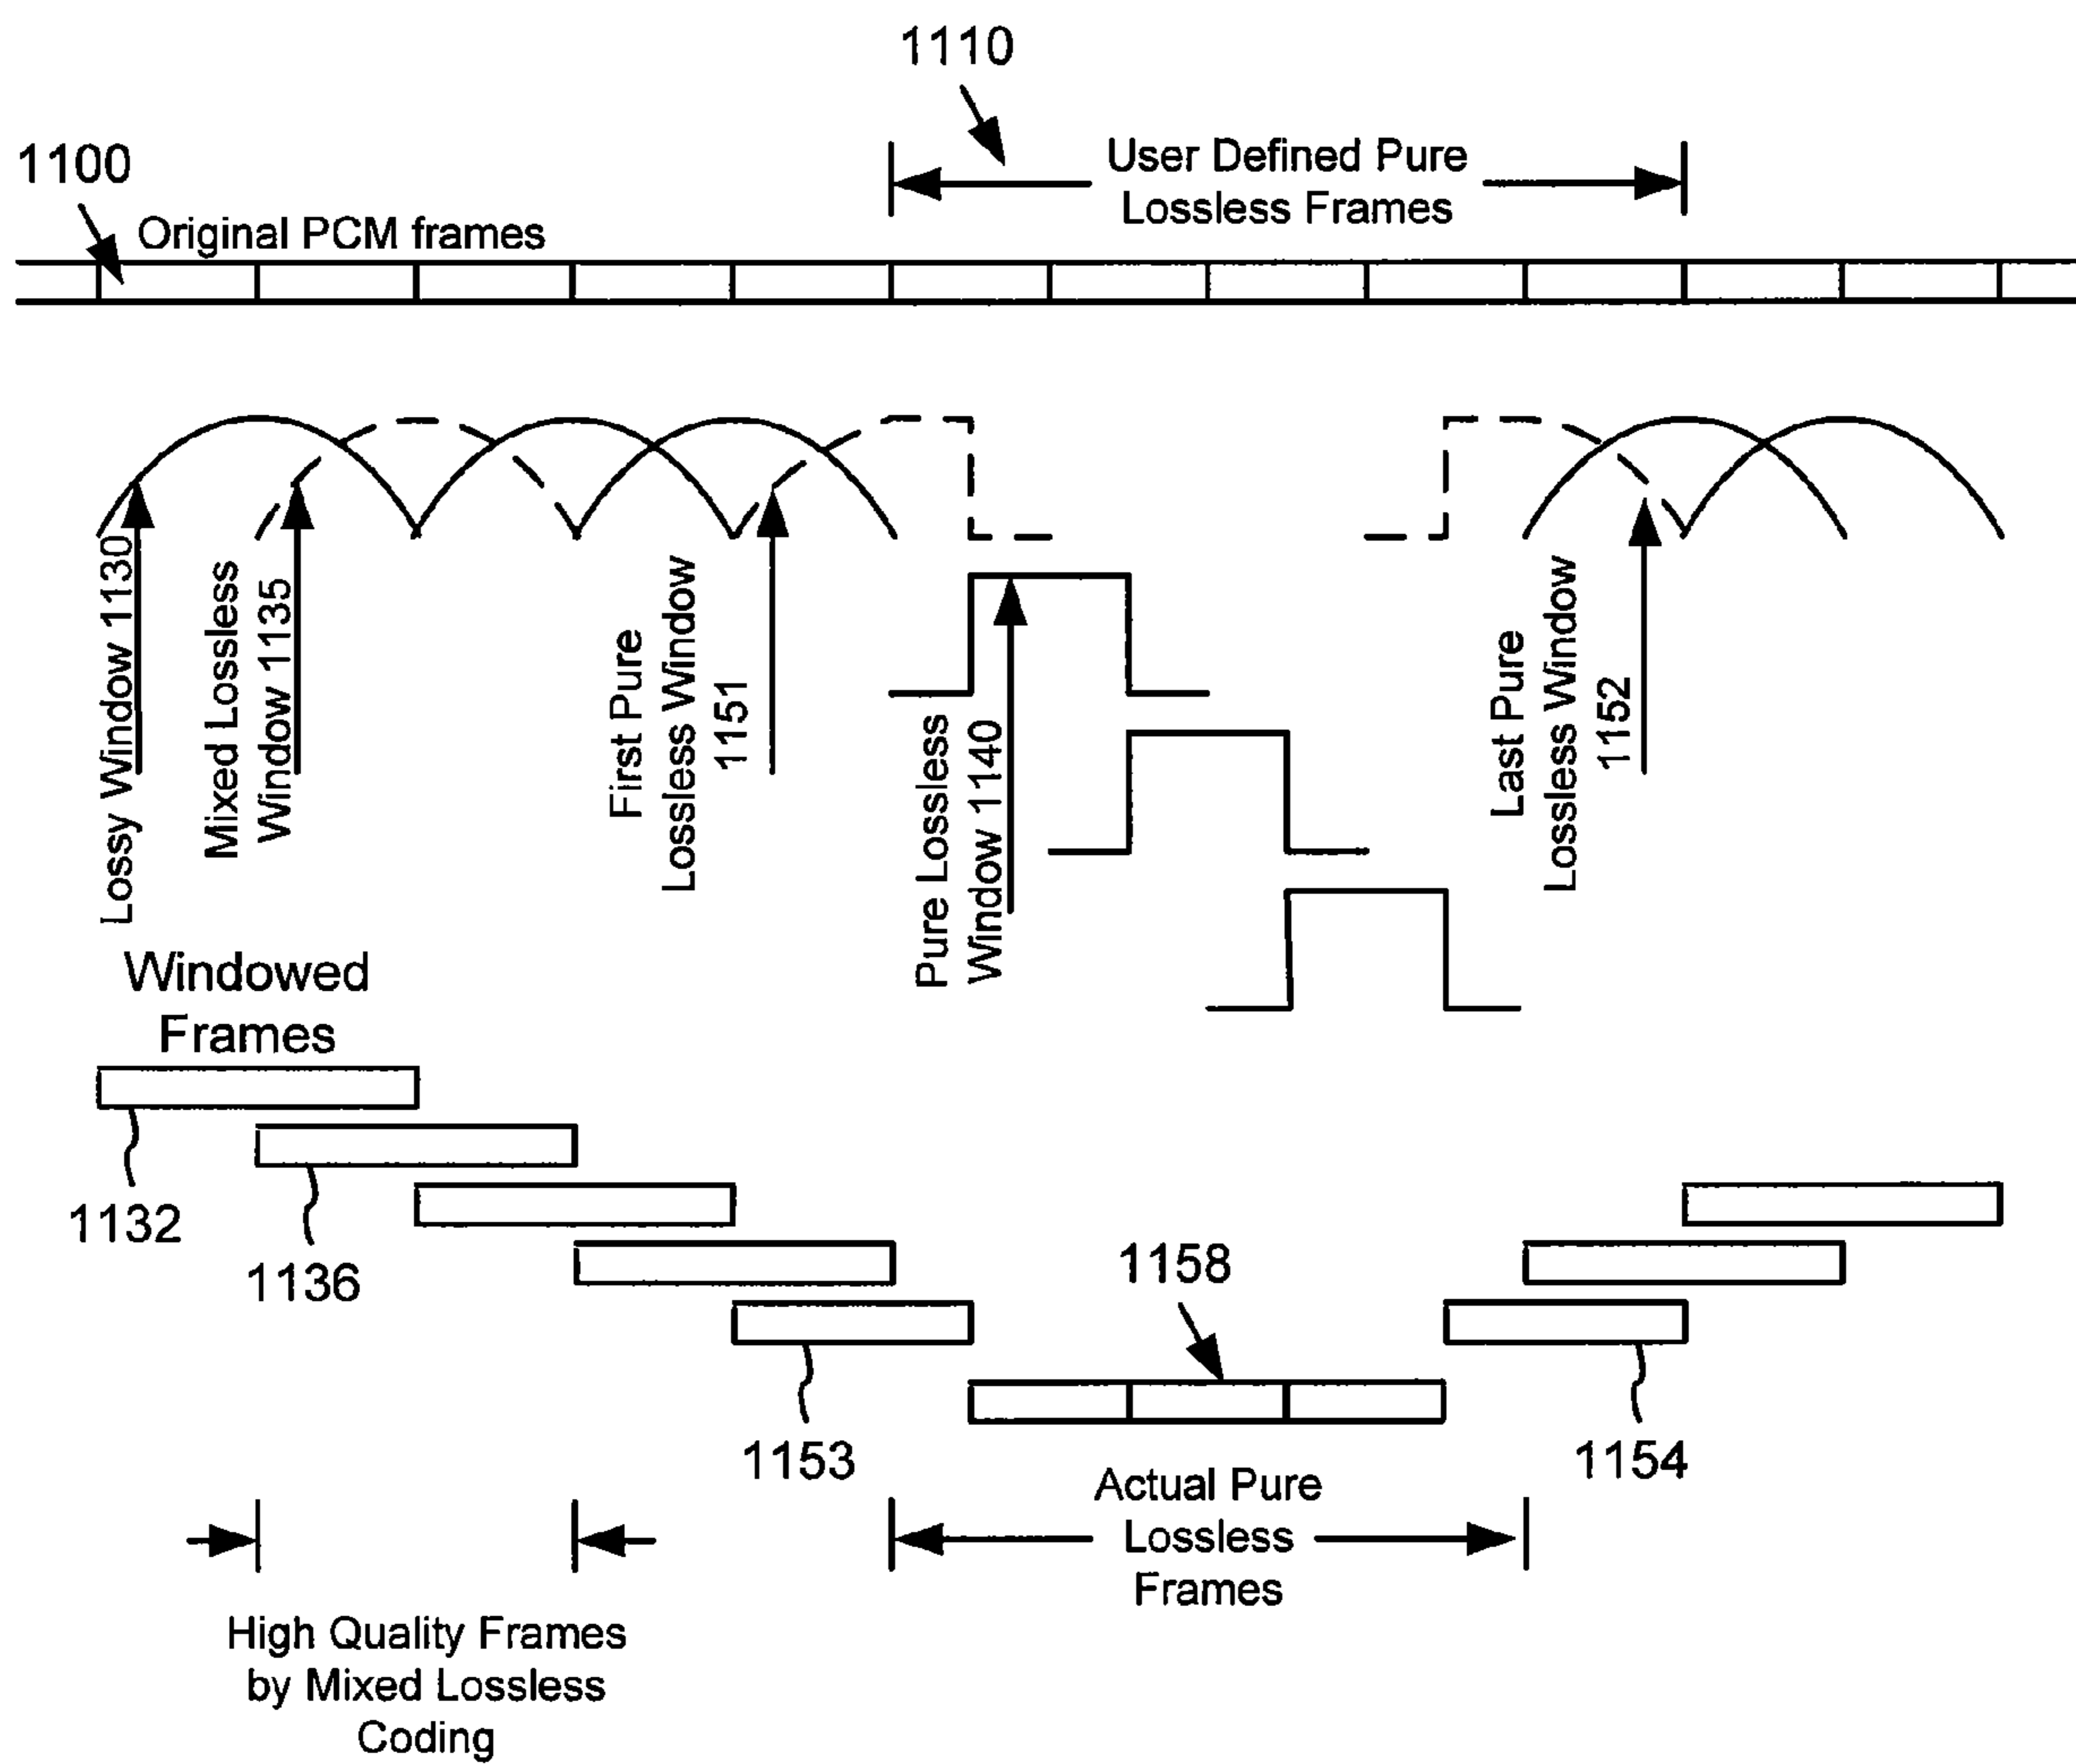 1110
User Defined Pure
Lossless Frames
1100
Original PCM frames
Lossy Window 1130
Mixed Lossless
Window 1135
First Pure
Lossless Window
1151
Pure Lossless
Window 1140
Last Pure
Lossless Window
1152
Windowed
Frames
1132
1136
1158
1153
1154
Actual Pure
Lossless
Frames
High Quality Frames
by Mixed Lossless
Coding